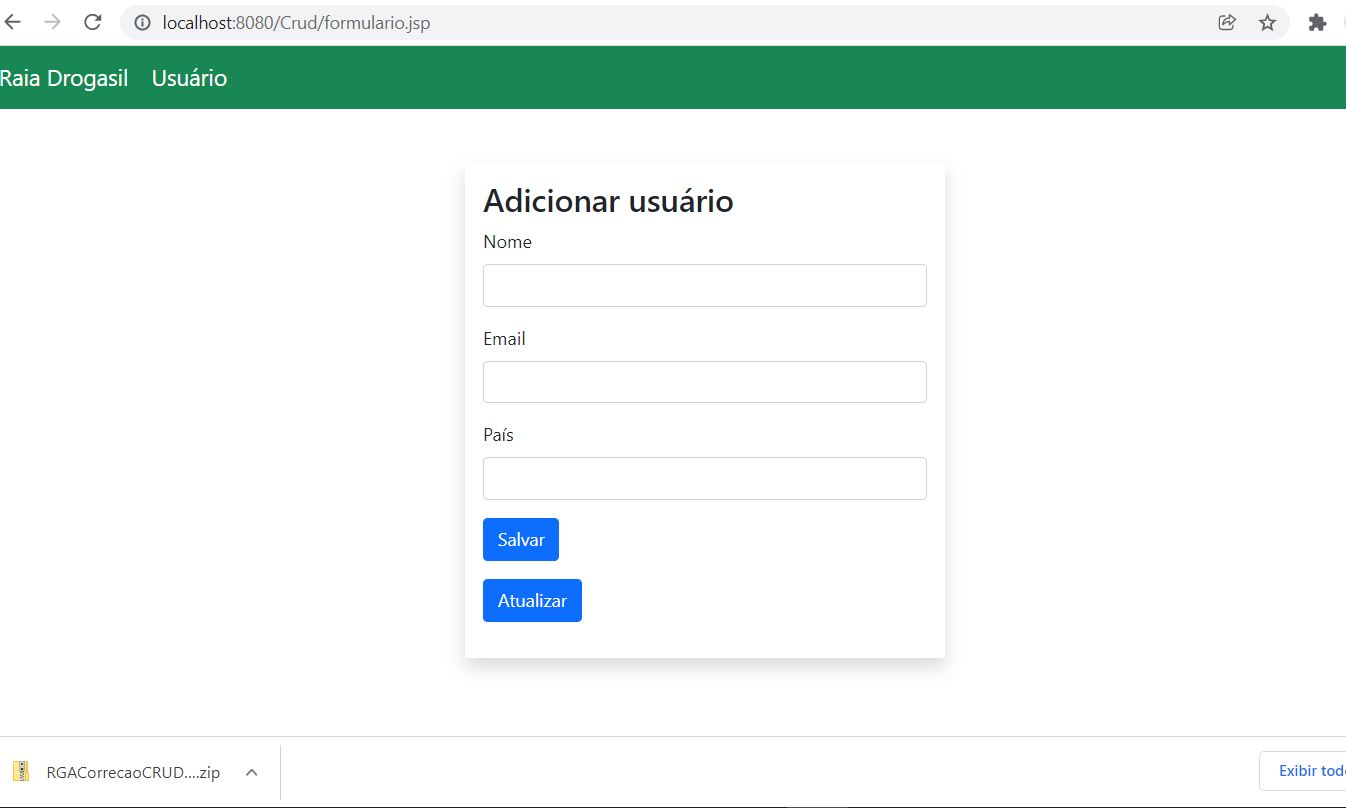 localhost:8080/Crud/formulario.jsp
Raia Drogasil Usuário
Adicionar usuário
Nome
Email
País
Salvar
Atualizar
RGACorrecaoCRUD....zip
Exibir tod